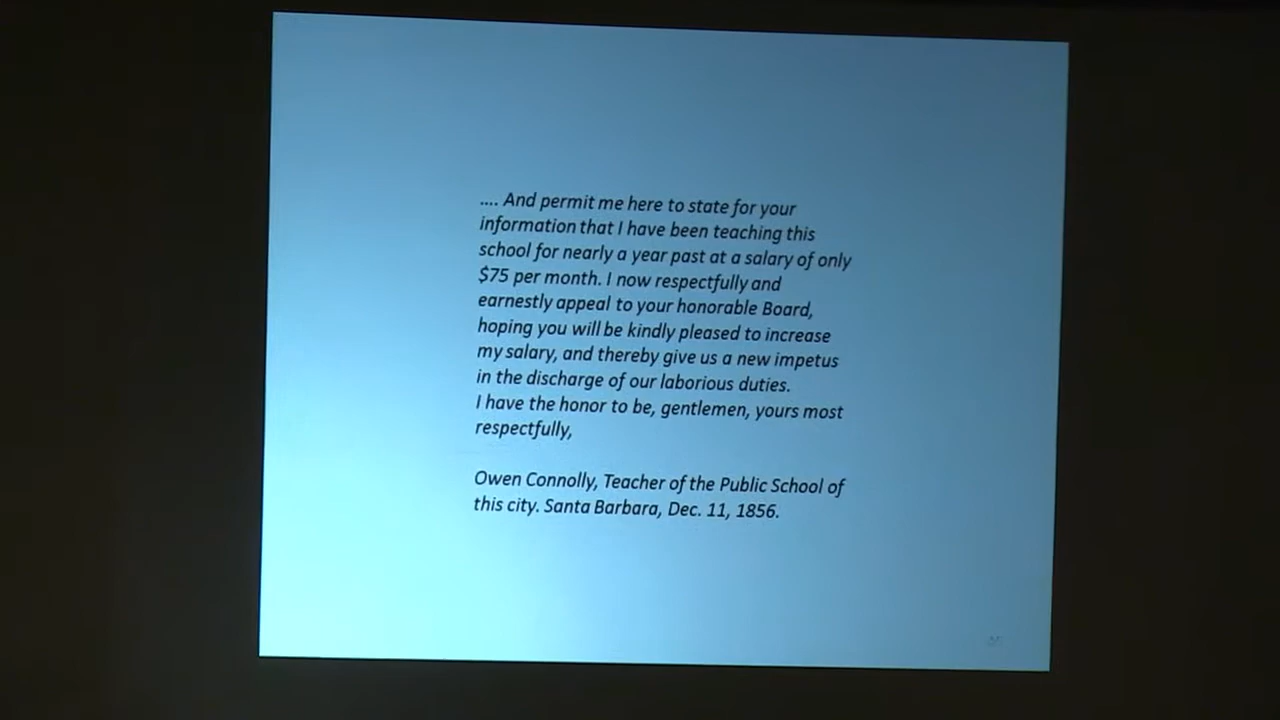 .... And permit me here to state for your
information that I have been teaching this
school for nearly a year past at a salary of only
$75 per month. I now respectfully and
earnestly appeal to your honorable Board,
hoping you will be kindly pleased to increase
my salary, and thereby give us a new impetus
in the discharge of our laborious duties.
I have the honor to be, gentlemen, yours most
respectfully,
Owen Connolly, Teacher of the Public School of
this city. Santa Barbara, Dec. 11, 1856.